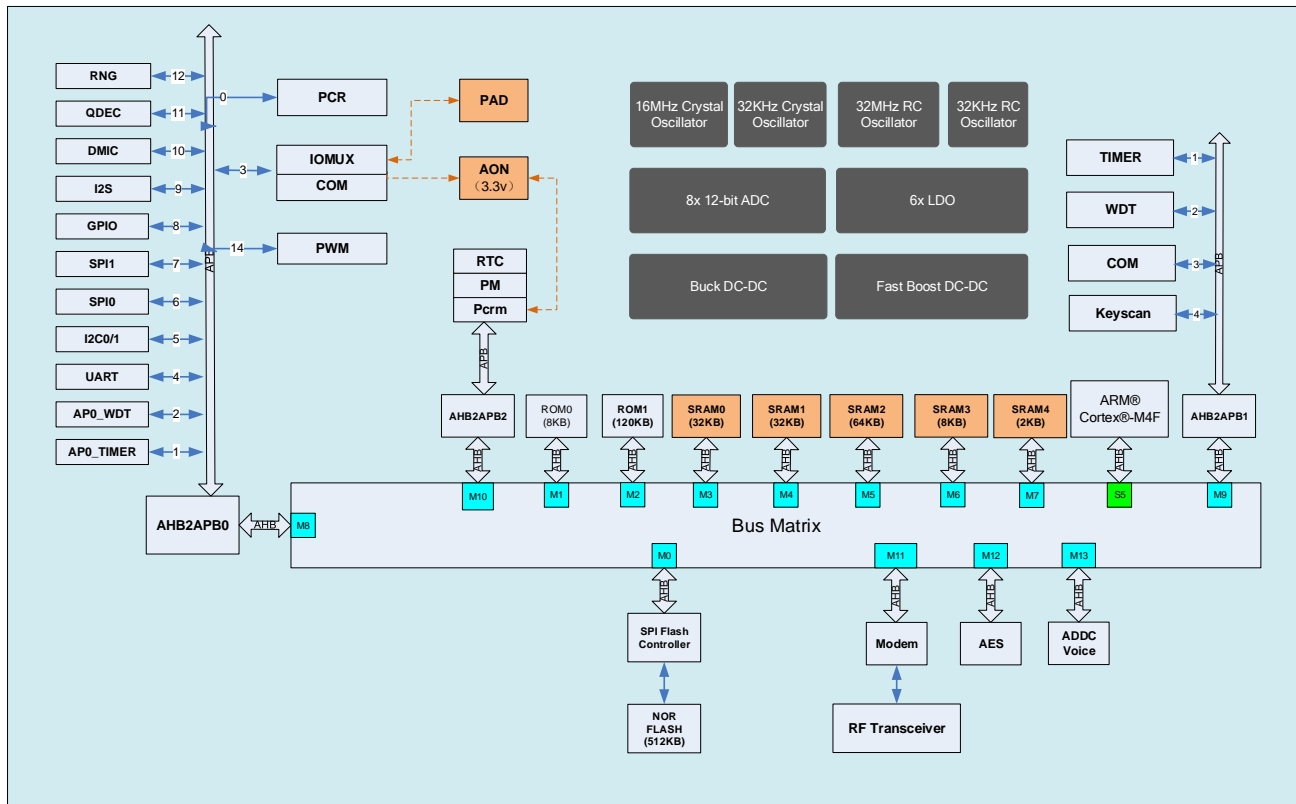 RNG
12
QDEC
11
DMIC
10
I2S
9
GPIO
8
SPI1
7
SPI0
6
I2C0/1
5
UART
4
AP0_WDT
2
AP0_TIMER
1
APB
0
PCR
3
IOMUX
COM
14
PWM
PAD
AON
（3.3v）
RTC
PM
Pcrm
APB
16MHz Crystal
Oscillator
32KHz Crystal
Oscillator
32MHz RC
Oscillator
32KHz RC
Oscillator
8x 12-bit ADC
6x LDO
Buck DC-DC
Fast Boost DC-DC
TIMER
1
WDT
2
COM
3
Keyscan
4
APB
AHB2APB2
ROM0
(8KB)
ROM1
(120KB)
SRAM0
(32KB)
SRAM1
(32KB)
SRAM2
(64KB)
SRAM3
(8KB)
SRAM4
(2KB)
ARM®
Cortex®-M4F
AHB2APB1
AHB
AHB
AHB
AHB
AHB
AHB
AHB
AHB
AHB
AHB
M10
M1
M2
M3
M4
M5
M6
M7
S5
M9
AHB2APB0
AHB
M8
Bus Matrix
M0
M11
M12
M13
AHB
AHB
AHB
AHB
SPI Flash
Controller
Modem
AES
ADDC
Voice
NOR
FLASH
(512KB)
RF Transceiver